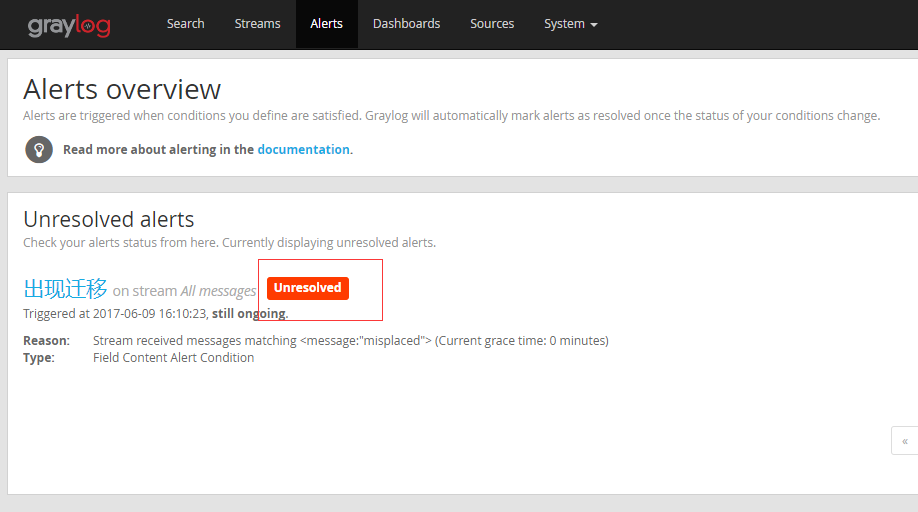 graylog Search Streams Alerts Dashboards Sources System
Alerts overview
Alerts are triggered when conditions you define are satisfied. Graylog will automatically mark alerts as resolved once the status of your conditions change.
Read more about alerting in the documentation.
Unresolved alerts
Check your alerts status from here. Currently displaying unresolved alerts.
出现迁移 on stream All messages Unresolved
Triggered at 2017-06-09 16:10:23, still ongoing.
Reason: Stream received messages matching <message:"misplaced"> (Current grace time: 0 minutes)
Type: Field Content Alert Condition
«